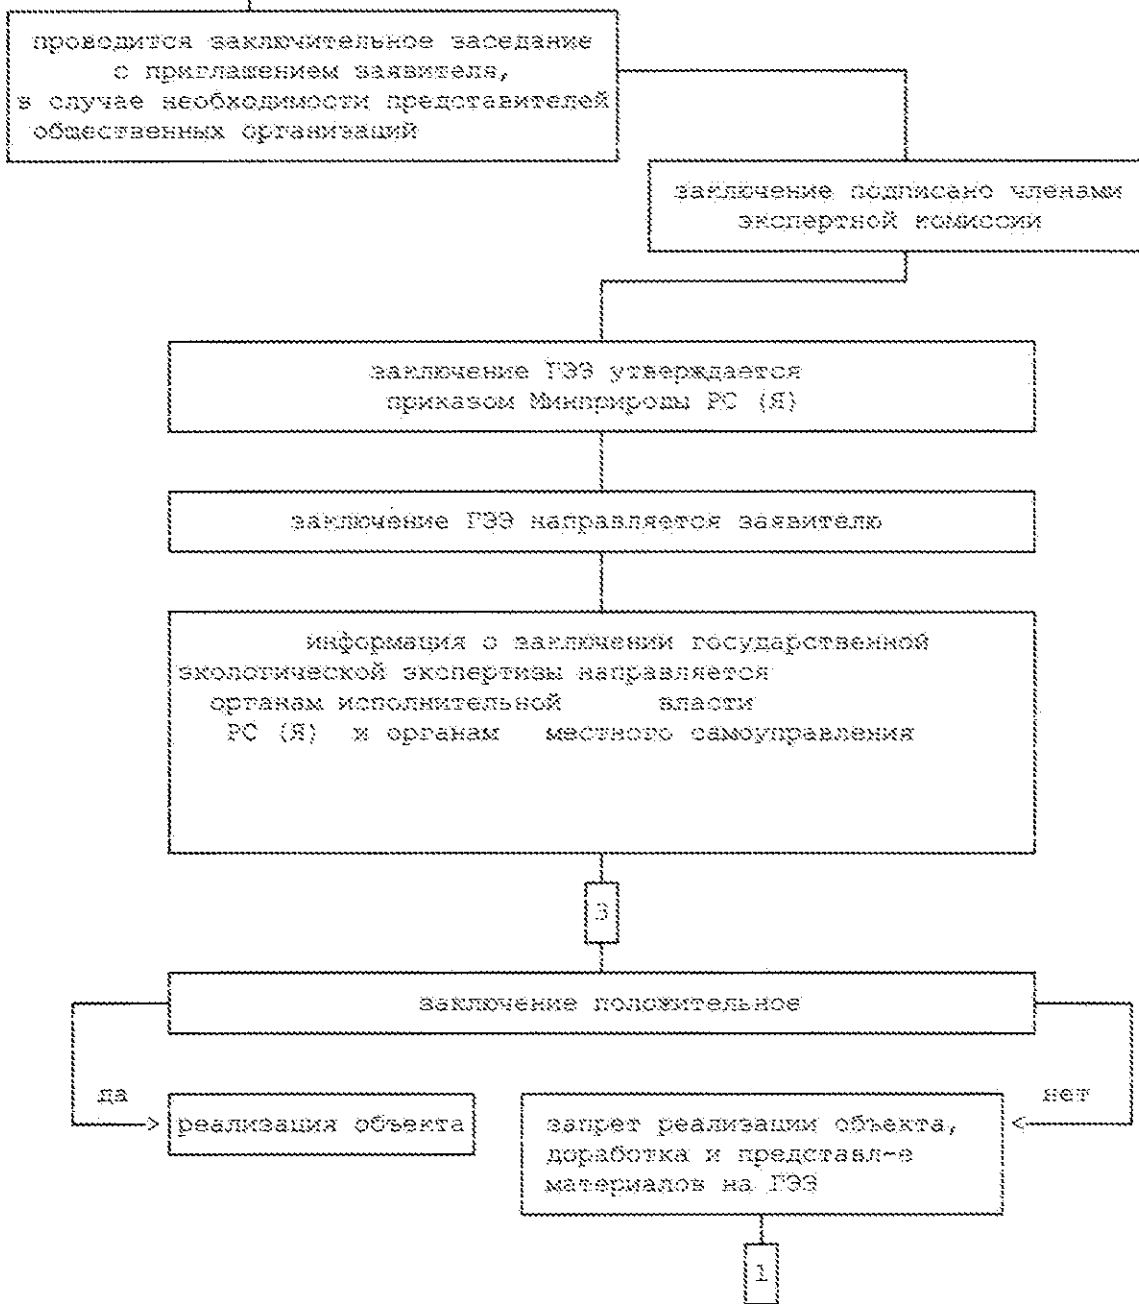 проводится заключительное заседание
с приглашением заявителя,
в случае необходимости представителей
общественных организаций
заключение подписано членами
экспертной комиссии
заключение ГЭЭ утверждается
приказом Минприроды РС (Я)
заключение ГЭЭ направляется заявителю
информация о заключении государственной
экологической экспертизы направляется
органам исполнительной власти
РС (Я) и органам местного самоуправления
3
заключение положительное
да
нет
реализация объекта
запрет реализации объекта,
доработка и представл-е
материалов на ГЭЭ
1